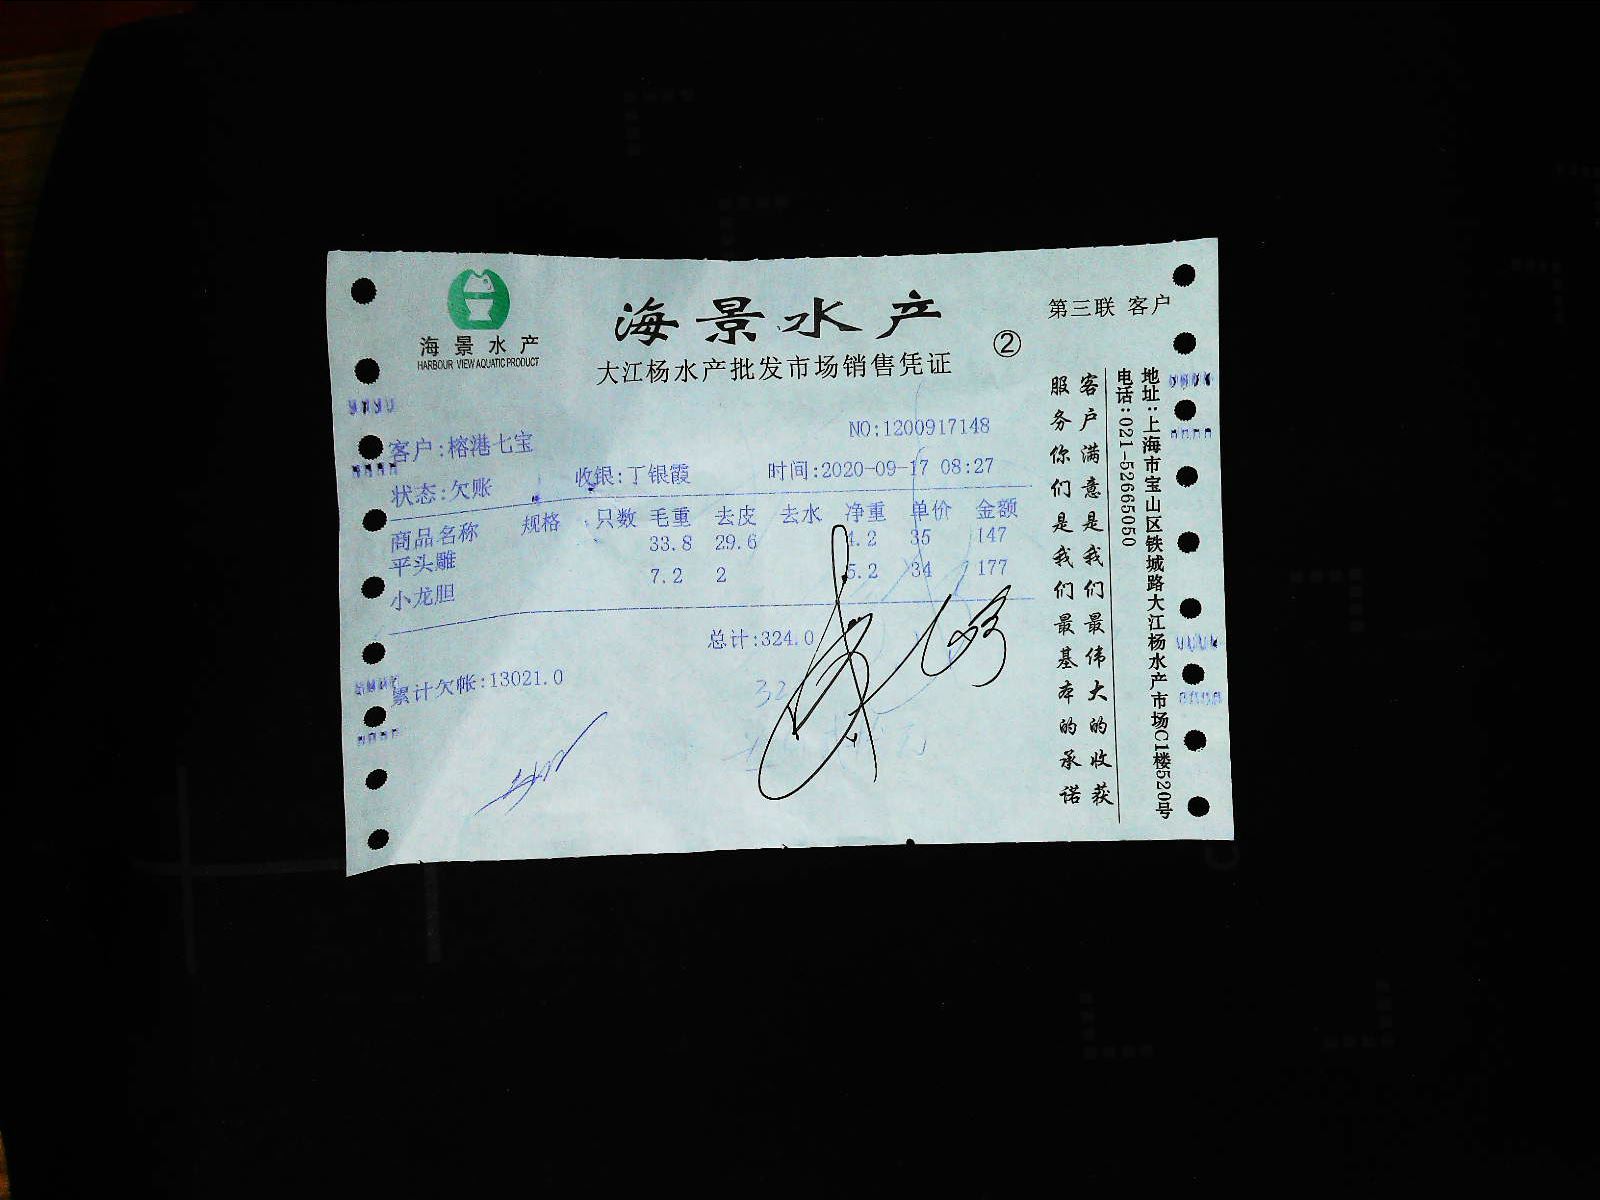 海景水产
HARBOUR VIEW AQUATIC PRODUCT
海景水产
大江杨水产批发市场销售凭证
②
第三联 客户
NO:1200917148
客户:榕港七宝
状态:欠账 收银:丁银霞 时间:2020-09-17 08:27
商品名称 规格 只数 毛重 去皮 去水 净重 单价 金额
平头雕 33.8 29.6 4.2 35 147
小龙胆 7.2 2 5.2 34 177
总计:324.0
累计欠帐:13021.0
客户满意是我们最伟大的收获
服务你们是我们最基本的承诺
地址:上海市宝山区铁城路大江杨水产市场C1楼520号
电话:021-52665050